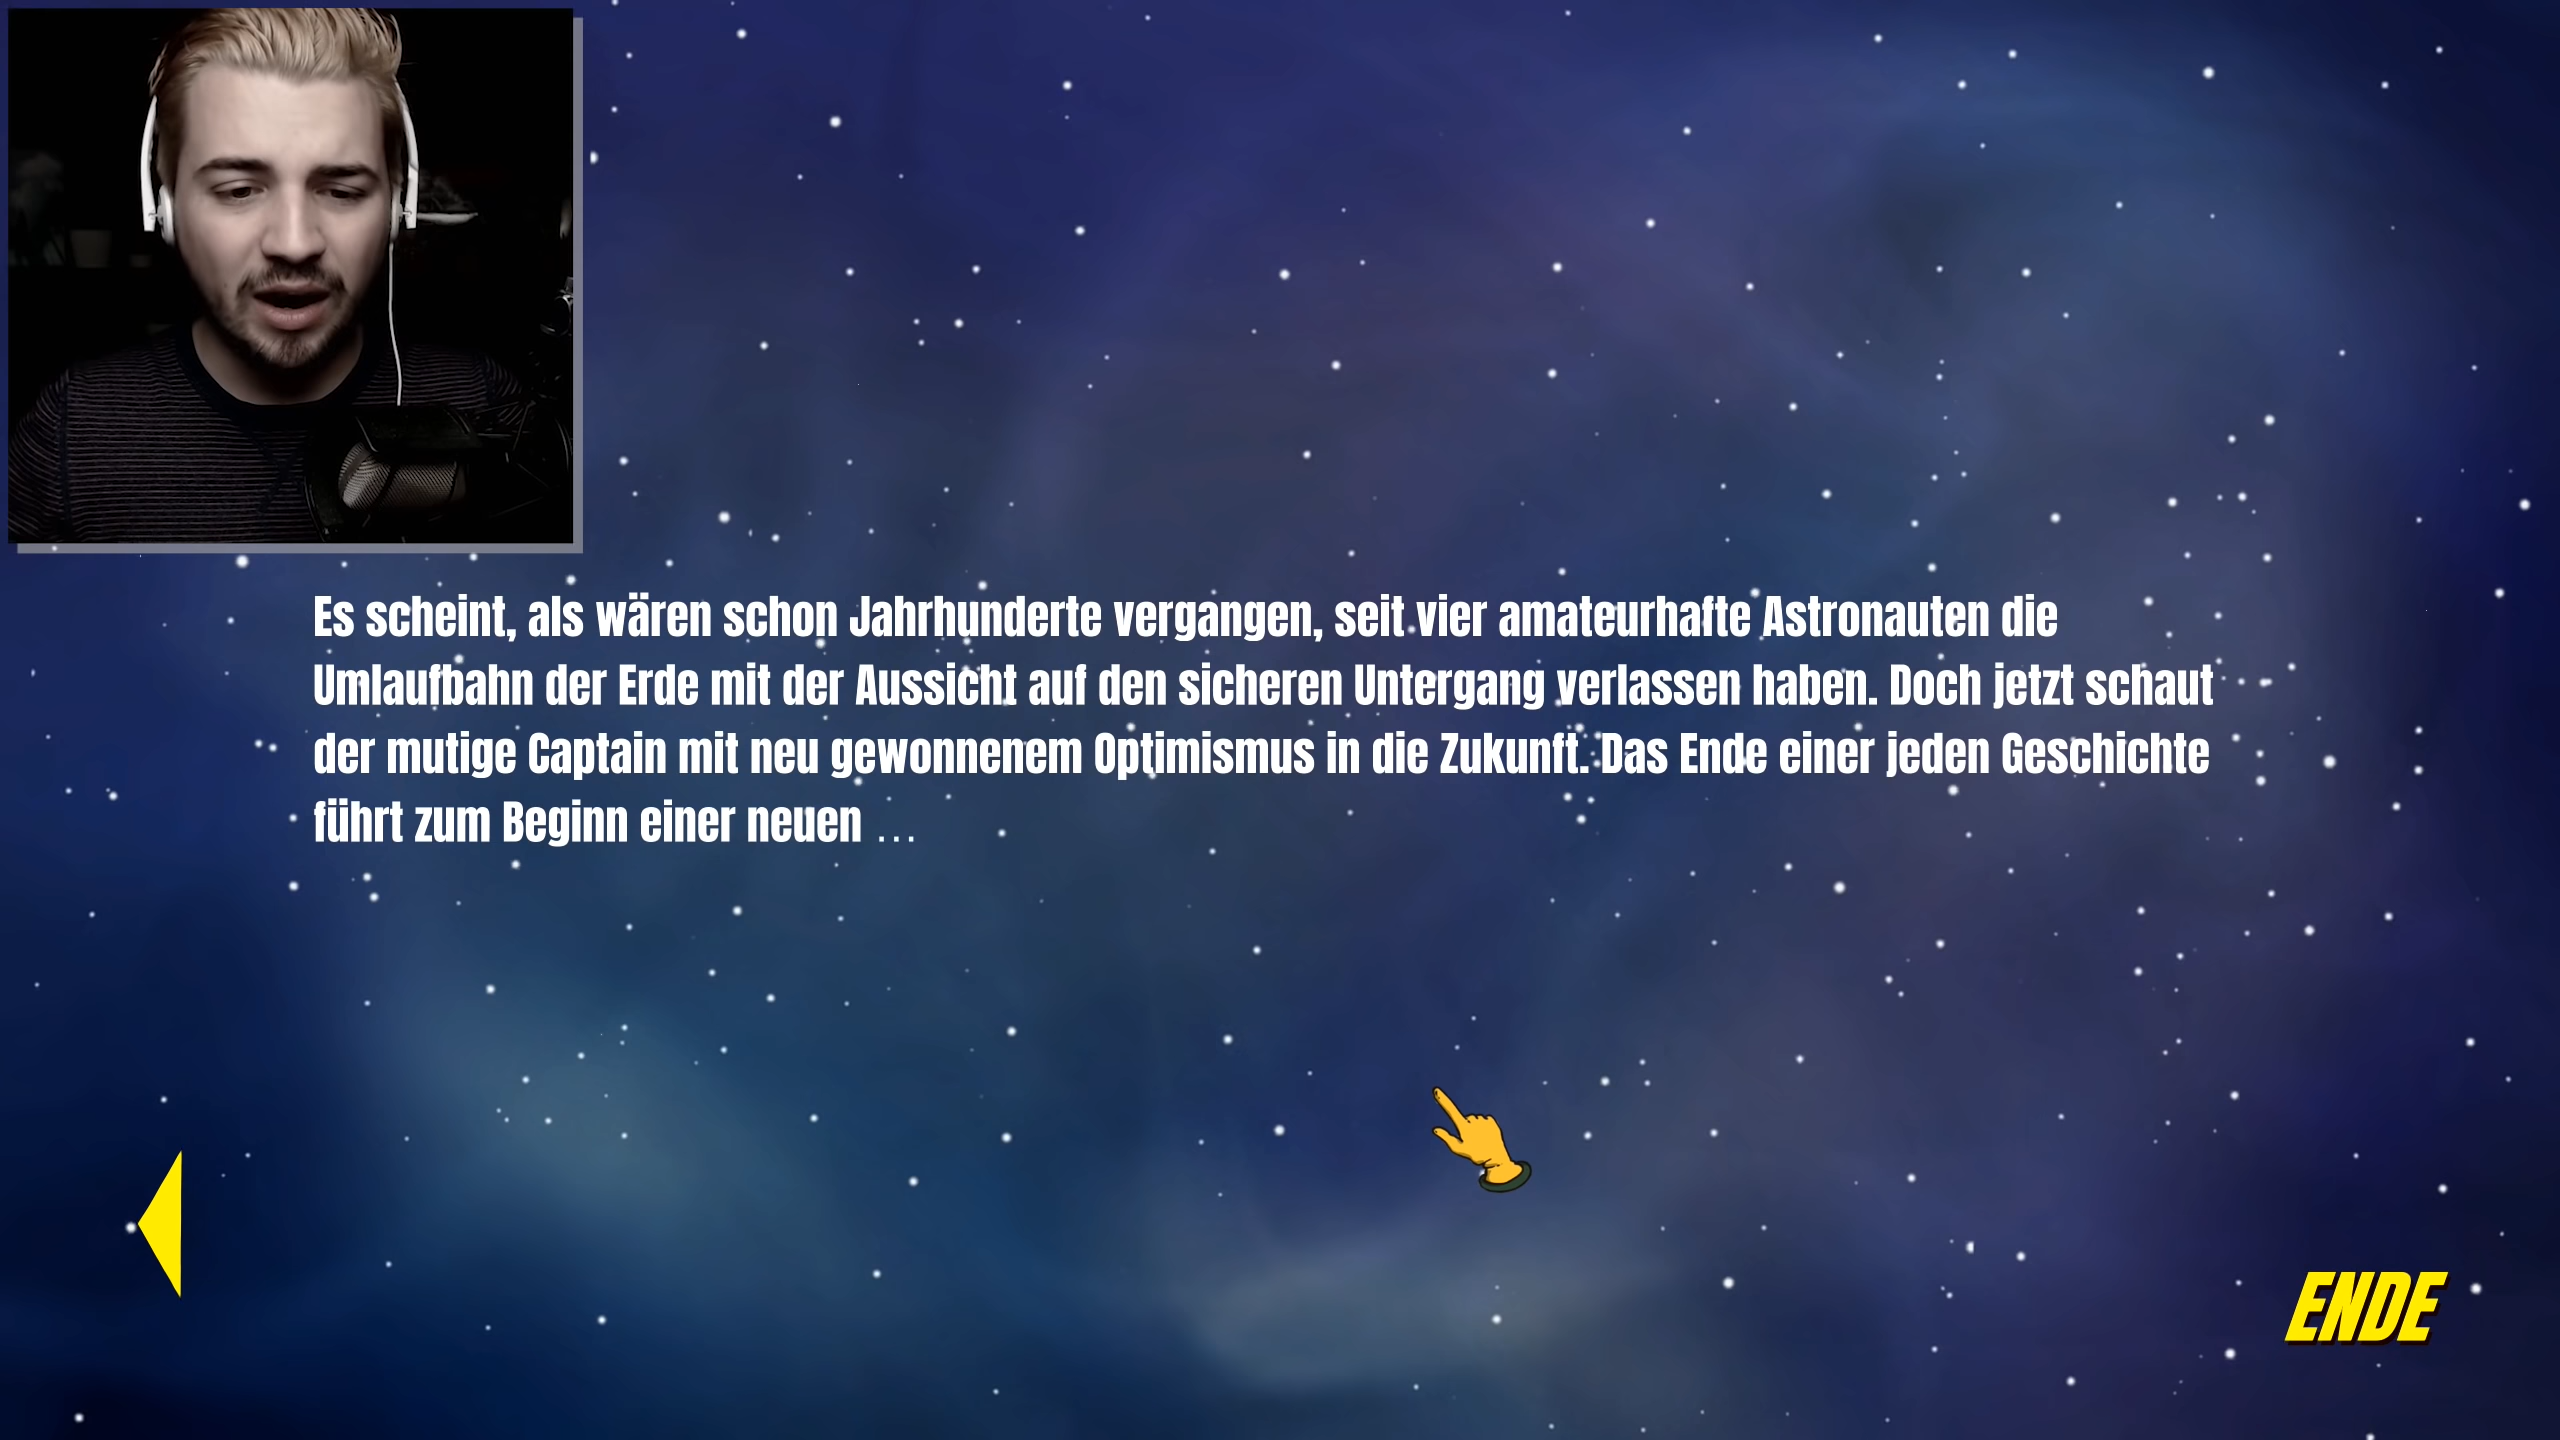 Es scheint, als wären schon Jahrhunderte vergangen, seit vier amateurhafte Astronauten die
Umlaufbahn der Erde mit der Aussicht auf den sicheren Untergang verlassen haben. Doch jetzt schaut
der mutige Captain mit neu gewonnenem Optimismus in die Zukunft. Das Ende einer jeden Geschichte
führt zum Beginn einer neuen …
ENDE